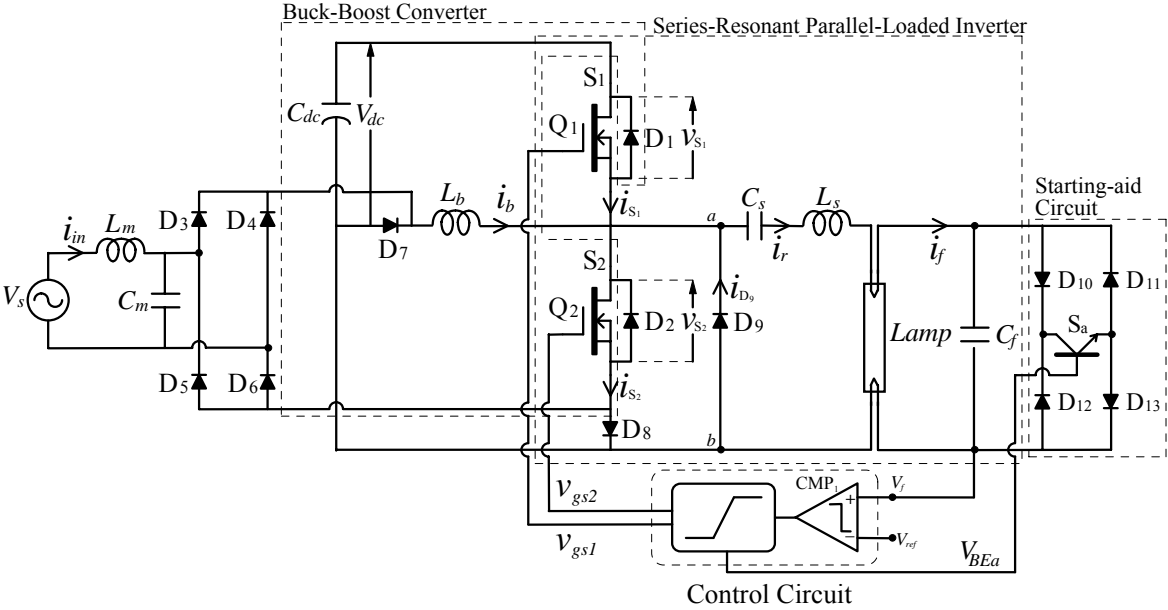 Buck-Boost Converter
Series-Resonant Parallel-Loaded Inverter
S1
Cdc
Vdc
Q1
D1
vS1
iS1
Starting-aid
Circuit
D3
D4
Lb
ib
a
Cs
Ls
iin
Lm
D7
ir
if
S2
D10
D11
Vs
Cm
Q2
D2
vS2
iD9
D9
Lamp
Cf
Sa
D5
D6
iS2
D12
D13
D8
b
vgs2
CMP1
+
Vf
vgs1
−
Vref
VBEa
Control Circuit